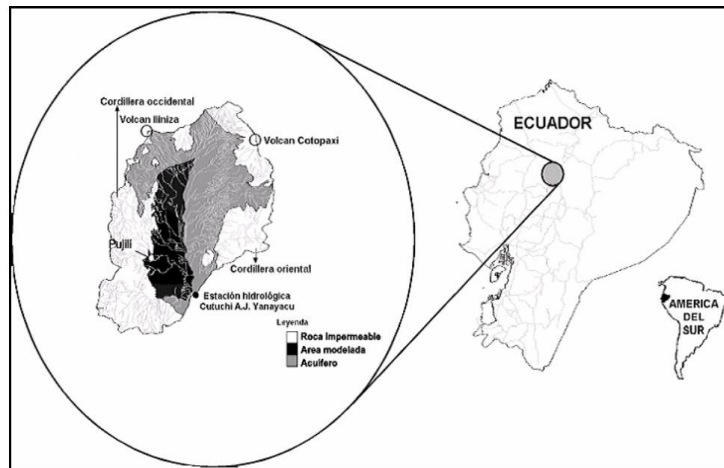 Cordillera occidental
Volcan Iliniza
Volcan Cotopaxi
Pujilí
Cordillera oriental
Estación hidrológica
Cutuchi A.J. Yanayacu
Leyenda
Roca impermeable
Area modelada
Acuífero
ECUADOR
AMERICA
DEL
SUR